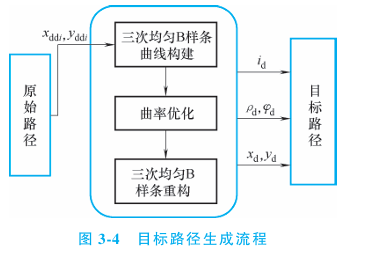 x_ddi,y_ddi
三次均匀B样条
曲线构建
原始路径
曲率优化
三次均匀B
样条重构
i_d
ρ_d,φ_d
x_d,y_d
目标路径
图 3-4 目标路径生成流程